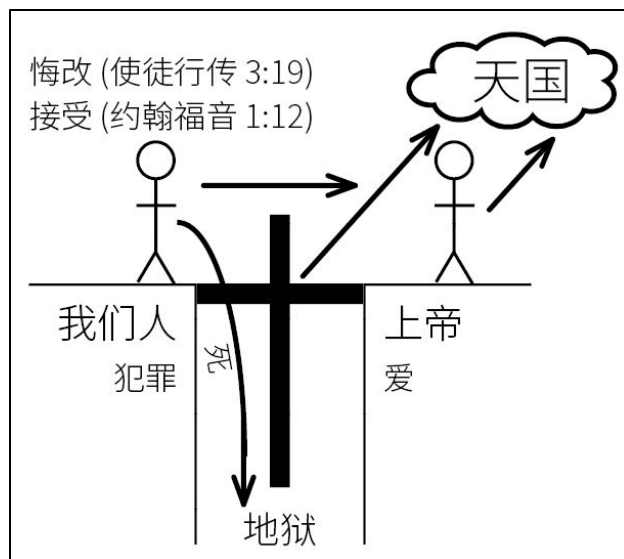 悔改 (使徒行传 3:19)
接受 (约翰福音 1:12)
天国
我们人
犯罪
死
上帝
爱
地狱